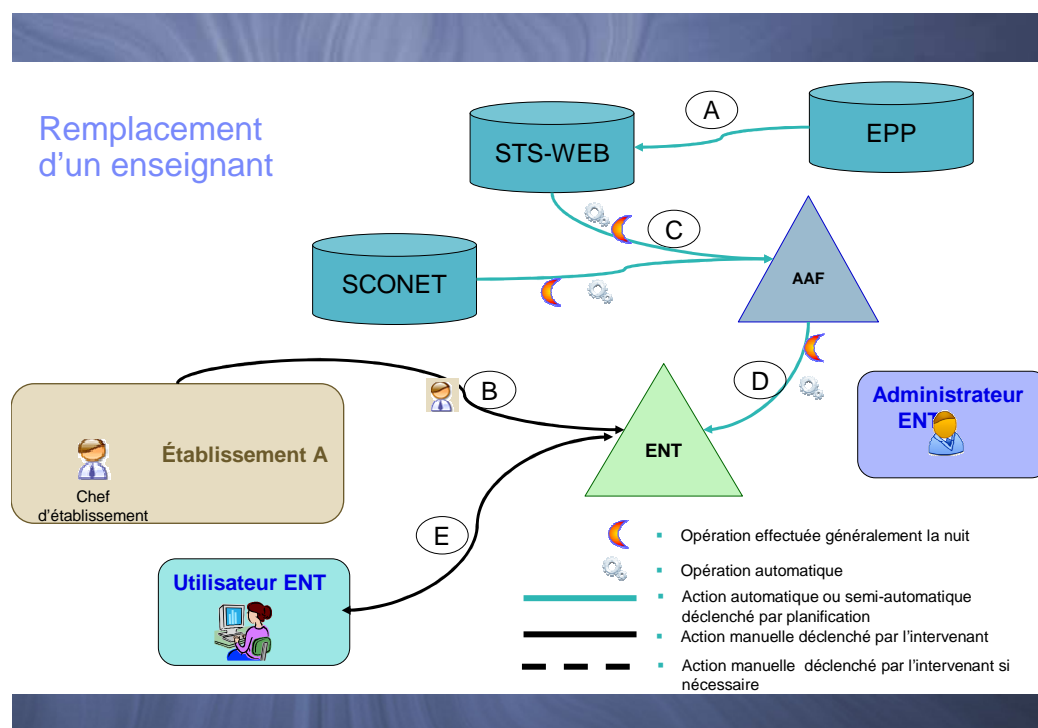 Remplacement
d'un enseignant
A
STS-WEB
EPP
C
SCONET
AAF
B
D
Administrateur
ENT
Établissement A
ENT
Chef
d'établissement
E
Utilisateur ENT
Opération effectuée généralement la nuit
Opération automatique
Action automatique ou semi-automatique
déclenché par planification
Action manuelle déclenché par l'intervenant
Action manuelle déclenché par l'intervenant si
nécessaire